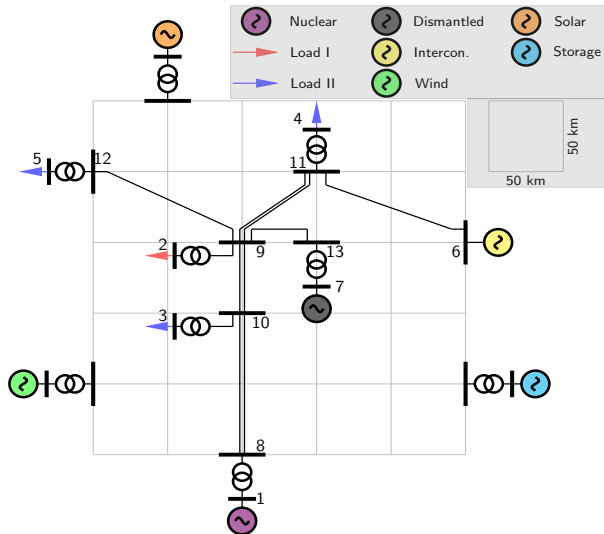 Nuclear Dismantled Solar
Load I Intercon. Storage
Load II Wind
4
50 km
5 12
11
50 km
2
9 13 6
7
3
10
8
1